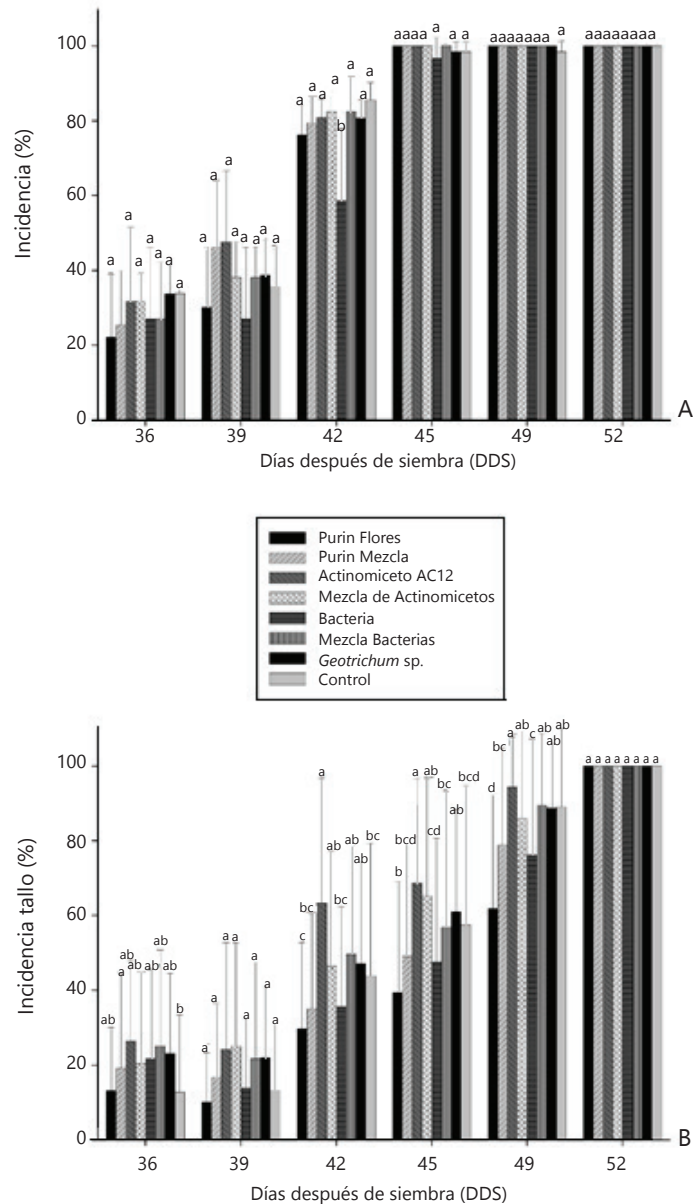 Incidencia (%)
100
80
60
40
20
0
a a a a a a a a
a a a a a a a a
a a a a b a a a
aaaa a a a a
aaaaaaa a
aaaaaaaa
36 39 42 45 49 52
A
Días después de siembra (DDS)
Purin Flores
Purin Mezcla
Actinomiceto AC12
Mezcla de Actinomicetos
Bacteria
Mezcla Bacterias
Geotrichum sp.
Control
Incidencia tallo (%)
100
80
60
40
20
0
ab a ab ab ab ab ab b
a a a a a a a a
c bc a ab bc ab ab bc
b bcd a ab cd bc ab bcd
d bc a ab c ab ab ab
a a a a a a a a
36 39 42 45 49 52
B
Días después de siembra (DDS)